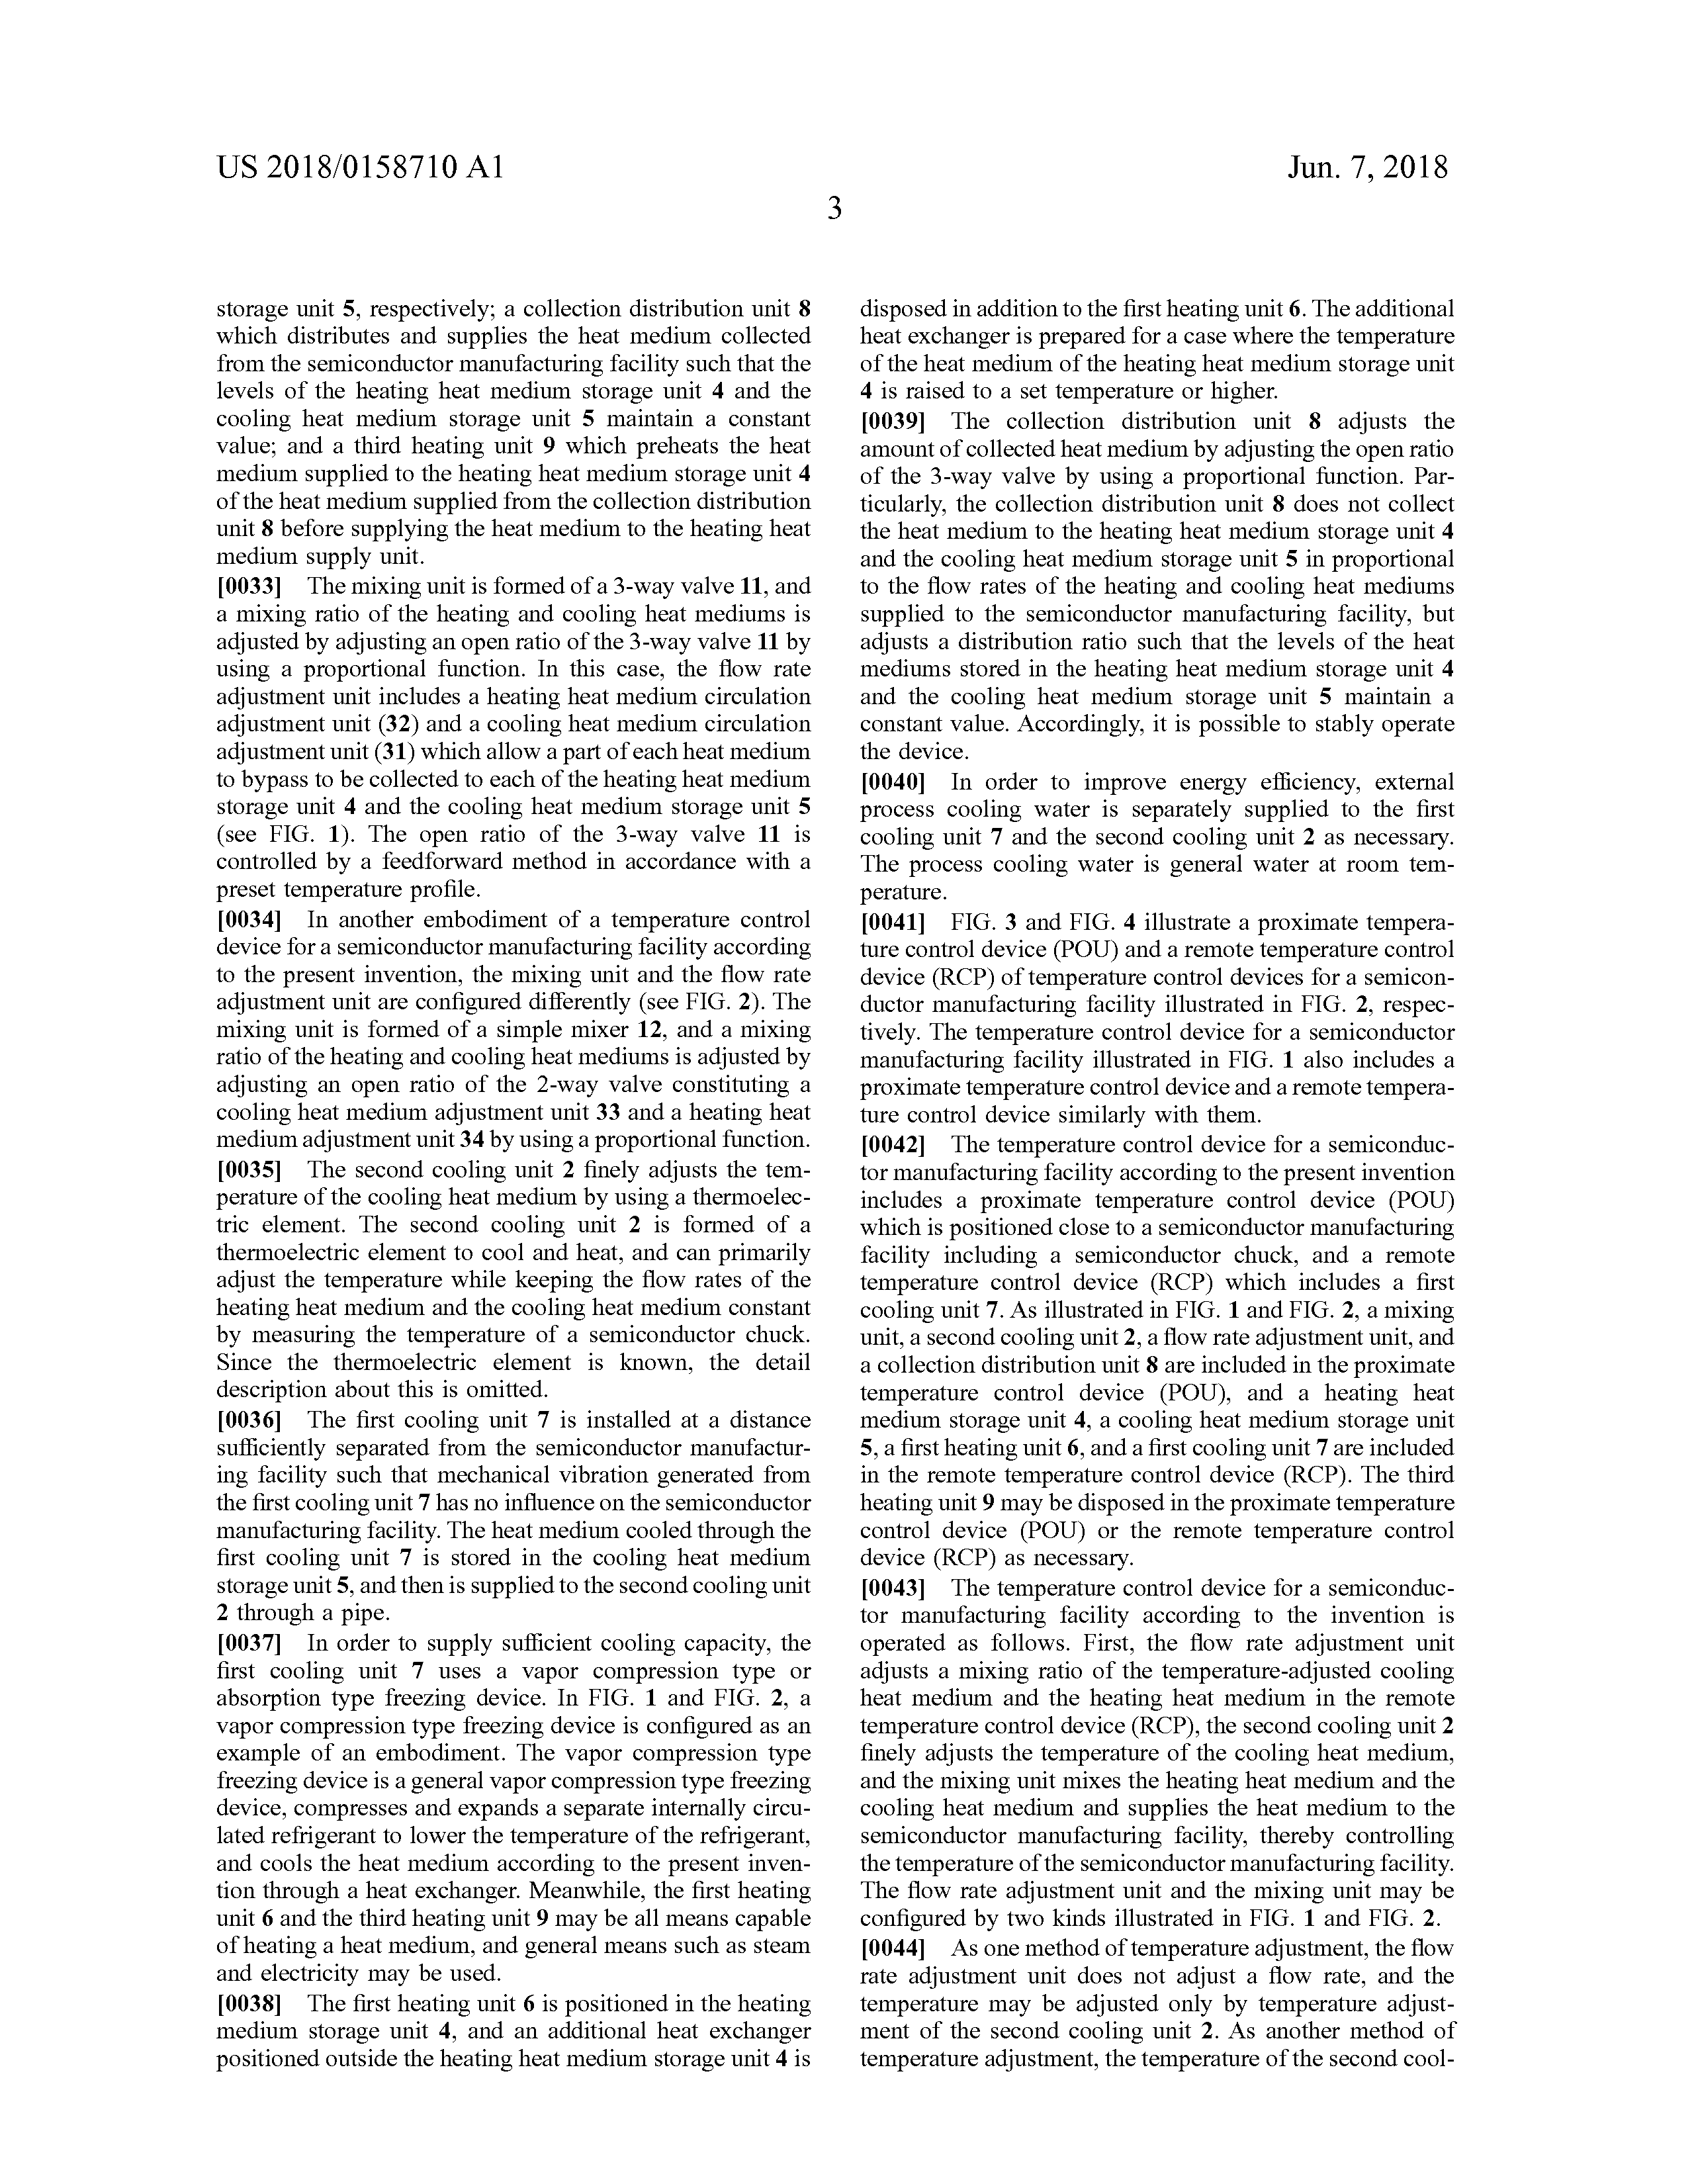 US 2018/0158710 A1
Jun. 7, 2018
3
storage unit 5, respectively; a collection distribution unit 8
which distributes and supplies the heat medium collected
from the semiconductor manufacturing facility such that the
levels of the heating heat medium storage unit 4 and the
cooling heat medium storage unit 5 maintain a constant
value; and a third heating unit 9 which preheats the heat
medium supplied to the heating heat medium storage unit 4
of the heat medium supplied from the collection distribution
unit 8 before supplying the heat medium to the heating heat
medium supply unit.
[0033] The mixing unit is formed of a 3-way valve 11, and
a mixing ratio of the heating and cooling heat mediums is
adjusted by adjusting an open ratio of the 3-way valve 11 by
using a proportional function. In this case, the flow rate
adjustment unit includes a heating heat medium circulation
adjustment unit (32) and a cooling heat medium circulation
adjustment unit (31) which allow a part of each heat medium
to bypass to be collected to each of the heating heat medium
storage unit 4 and the cooling heat medium storage unit 5
(see FIG. 1). The open ratio of the 3-way valve 11 is
controlled by a feedforward method in accordance with a
preset temperature profile.
[0034] In another embodiment of a temperature control
device for a semiconductor manufacturing facility according
to the present invention, the mixing unit and the flow rate
adjustment unit are configured differently (see FIG. 2). The
mixing unit is formed of a simple mixer 12, and a mixing
ratio of the heating and cooling heat mediums is adjusted by
adjusting an open ratio of the 2-way valve constituting a
cooling heat medium adjustment unit 33 and a heating heat
medium adjustment unit 34 by using a proportional function.
[0035] The second cooling unit 2 finely adjusts the tem-
perature of the cooling heat medium by using a thermoelec-
tric element. The second cooling unit 2 is formed of a
thermoelectric element to cool and heat, and can primarily
adjust the temperature while keeping the flow rates of the
heating heat medium and the cooling heat medium constant
by measuring the temperature of a semiconductor chuck.
Since the thermoelectric element is known, the detail
description about this is omitted.
[0036] The first cooling unit 7 is installed at a distance
sufficiently separated from the semiconductor manufactur-
ing facility such that mechanical vibration generated from
the first cooling unit 7 has no influence on the semiconductor
manufacturing facility. The heat medium cooled through the
first cooling unit 7 is stored in the cooling heat medium
storage unit 5, and then is supplied to the second cooling unit
2 through a pipe.
[0037] In order to supply sufficient cooling capacity, the
first cooling unit 7 uses a vapor compression type or
absorption type freezing device. In FIG. 1 and FIG. 2, a
vapor compression type freezing device is configured as an
example of an embodiment. The vapor compression type
freezing device is a general vapor compression type freezing
device, compresses and expands a separate internally circu-
lated refrigerant to lower the temperature of the refrigerant,
and cools the heat medium according to the present inven-
tion through a heat exchanger. Meanwhile, the first heating
unit 6 and the third heating unit 9 may be all means capable
of heating a heat medium, and general means such as steam
and electricity may be used.
[0038] The first heating unit 6 is positioned in the heating
medium storage unit 4, and an additional heat exchanger
positioned outside the heating heat medium storage unit 4 is
disposed in addition to the first heating unit 6. The additional
heat exchanger is prepared for a case where the temperature
of the heat medium of the heating heat medium storage unit
4 is raised to a set temperature or higher.
[0039] The collection distribution unit 8 adjusts the
amount of collected heat medium by adjusting the open ratio
of the 3-way valve by using a proportional function. Par-
ticularly, the collection distribution unit 8 does not collect
the heat medium to the heating heat medium storage unit 4
and the cooling heat medium storage unit 5 in proportional
to the flow rates of the heating and cooling heat mediums
supplied to the semiconductor manufacturing facility, but
adjusts a distribution ratio such that the levels of the heat
mediums stored in the heating heat medium storage unit 4
and the cooling heat medium storage unit 5 maintain a
constant value. Accordingly, it is possible to stably operate
the device.
[0040] In order to improve energy efficiency, external
process cooling water is separately supplied to the first
cooling unit 7 and the second cooling unit 2 as necessary.
The process cooling water is general water at room tem-
perature.
[0041] FIG. 3 and FIG. 4 illustrate a proximate tempera-
ture control device (POU) and a remote temperature control
device (RCP) of temperature control devices for a semicon-
ductor manufacturing facility illustrated in FIG. 2, respec-
tively. The temperature control device for a semiconductor
manufacturing facility illustrated in FIG. 1 also includes a
proximate temperature control device and a remote tempera-
ture control device similarly with them.
[0042] The temperature control device for a semiconduc-
tor manufacturing facility according to the present invention
includes a proximate temperature control device (POU)
which is positioned close to a semiconductor manufacturing
facility including a semiconductor chuck, and a remote
temperature control device (RCP) which includes a first
cooling unit 7. As illustrated in FIG. 1 and FIG. 2, a mixing
unit, a second cooling unit 2, a flow rate adjustment unit, and
a collection distribution unit 8 are included in the proximate
temperature control device (POU), and a heating heat
medium storage unit 4, a cooling heat medium storage unit
5, a first heating unit 6, and a first cooling unit 7 are included
in the remote temperature control device (RCP). The third
heating unit 9 may be disposed in the proximate temperature
control device (POU) or the remote temperature control
device (RCP) as necessary.
[0043] The temperature control device for a semiconduc-
tor manufacturing facility according to the invention is
operated as follows. First, the flow rate adjustment unit
adjusts a mixing ratio of the temperature-adjusted cooling
heat medium and the heating heat medium in the remote
temperature control device (RCP), the second cooling unit 2
finely adjusts the temperature of the cooling heat medium,
and the mixing unit mixes the heating heat medium and the
cooling heat medium and supplies the heat medium to the
semiconductor manufacturing facility, thereby controlling
the temperature of the semiconductor manufacturing facility.
The flow rate adjustment unit and the mixing unit may be
configured by two kinds illustrated in FIG. 1 and FIG. 2.
[0044] As one method of temperature adjustment, the flow
rate adjustment unit does not adjust a flow rate, and the
temperature may be adjusted only by temperature adjust-
ment of the second cooling unit 2. As another method of
temperature adjustment, the temperature of the second cool-